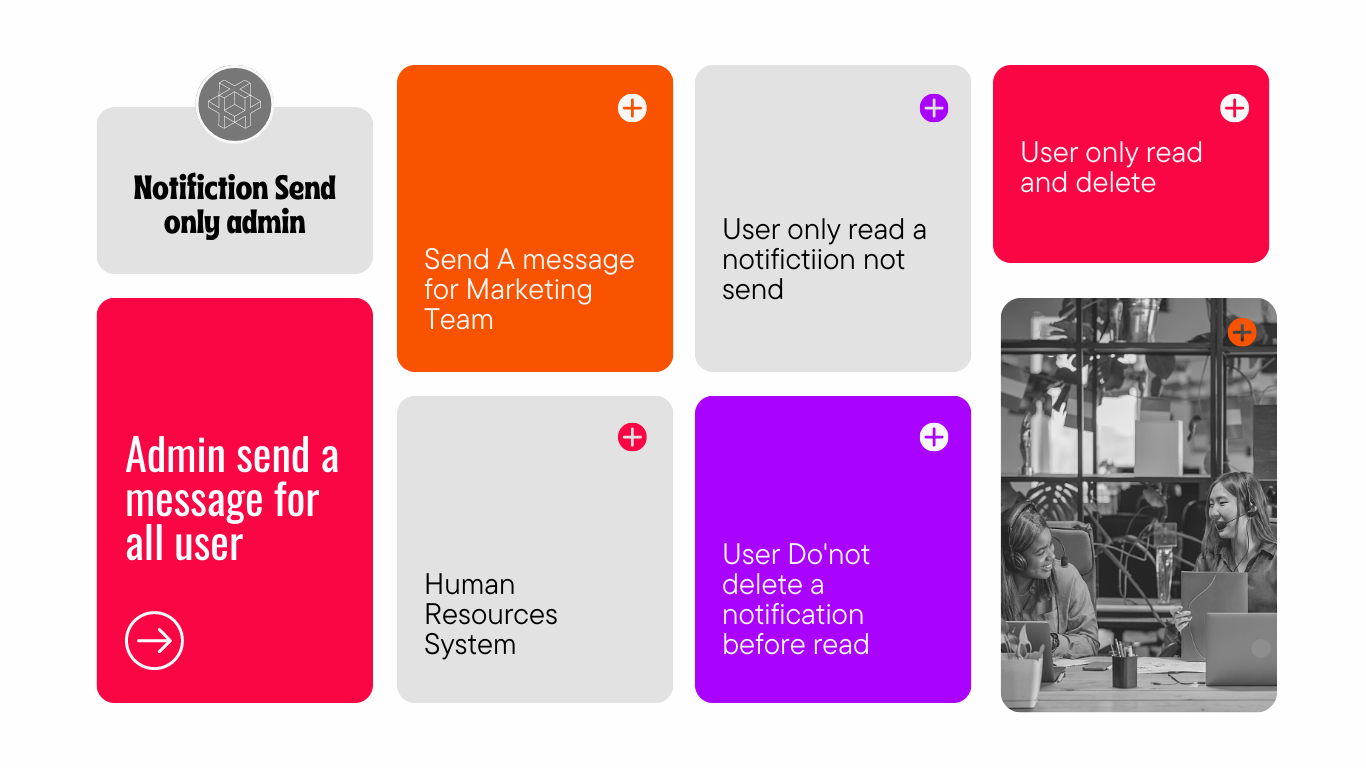 Notifiction Send
only admin
Admin send a
message for
all user
Send A message
for Marketing
Team
Human
Resources
System
User only read a
notifictiion not
send
User Do'not
delete a
notification
before read
User only read
and delete